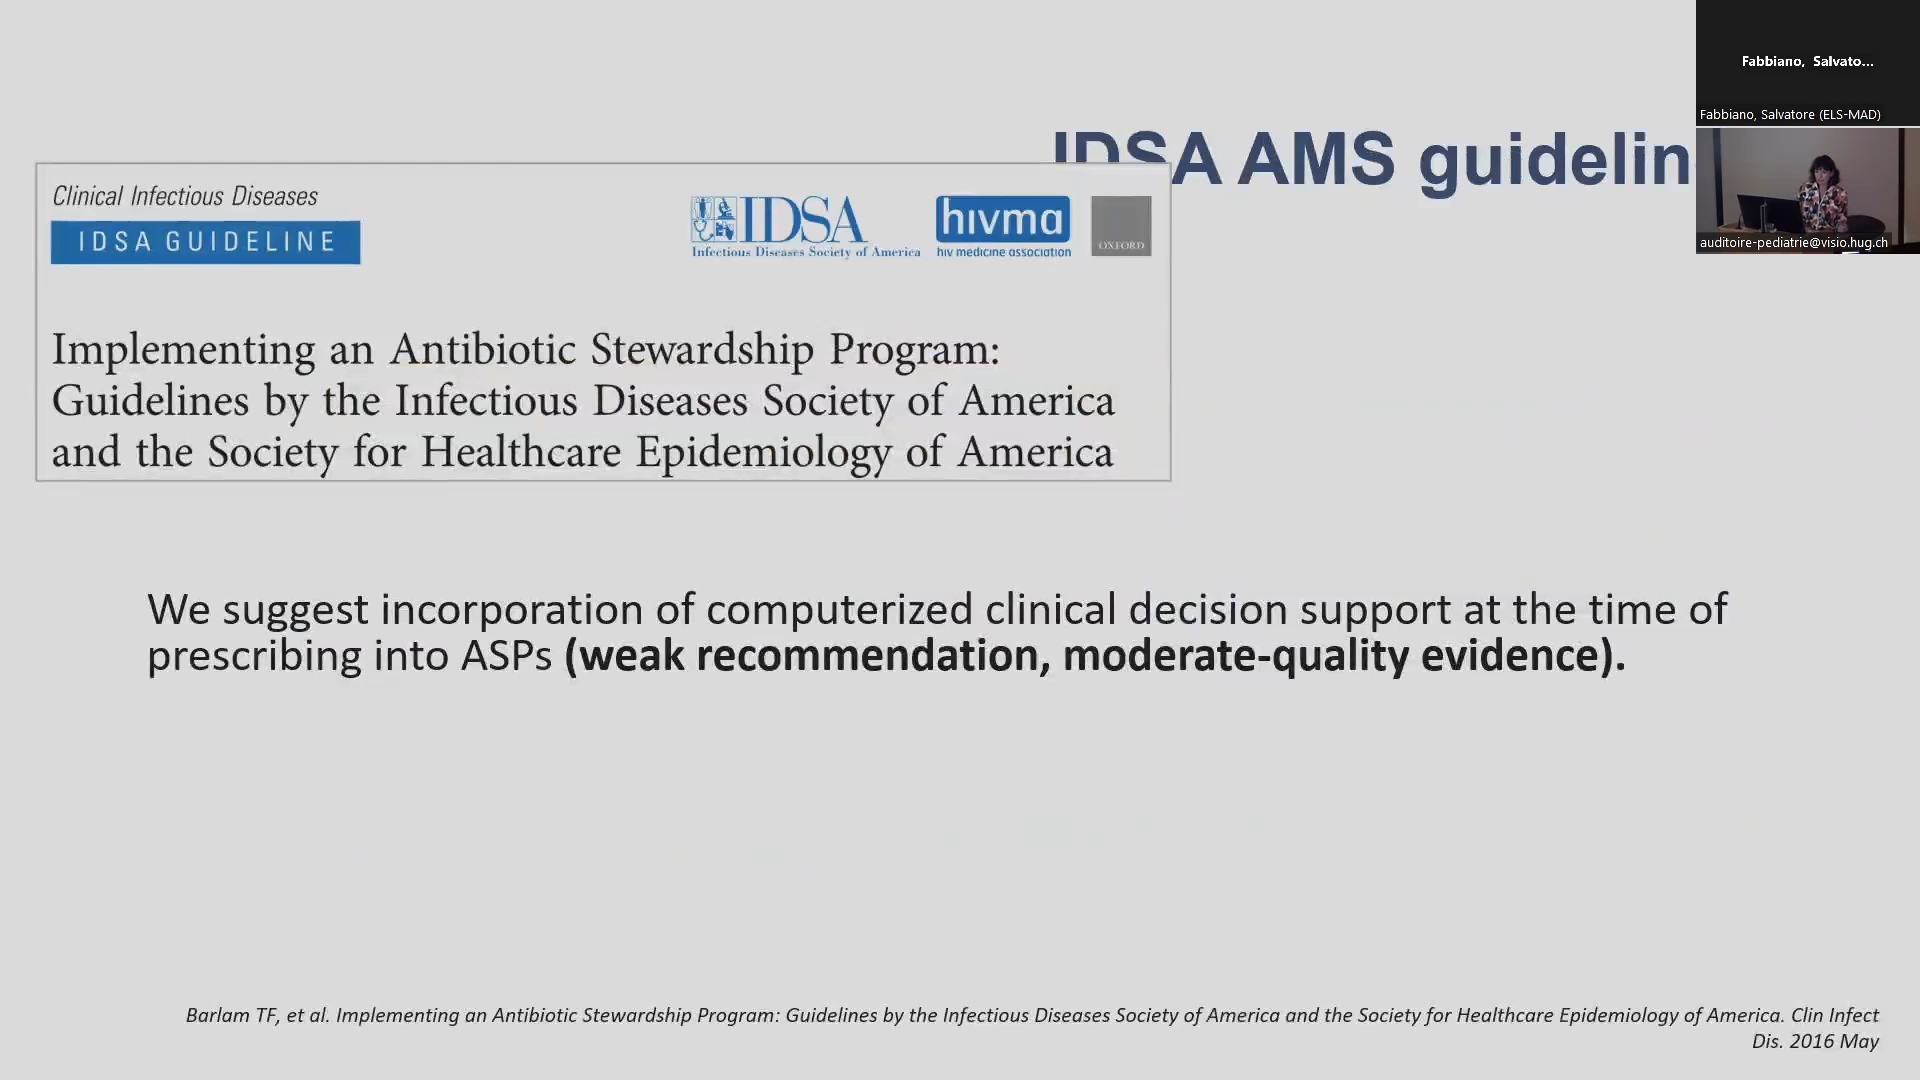 Fabbiano, Salvato...
Fabbiano, Salvatore (ELS-MAD)
auditoire-pediatrie@visio.hug.ch
IDSA AMS guidelin
Clinical Infectious Diseases
IDSA GUIDELINE
IDSA
Infectious Diseases Society of America
hivma
hiv medicine association
OXFORD
Implementing an Antibiotic Stewardship Program:
Guidelines by the Infectious Diseases Society of America
and the Society for Healthcare Epidemiology of America
We suggest incorporation of computerized clinical decision support at the time of
prescribing into ASPs (weak recommendation, moderate-quality evidence).
Barlam TF, et al. Implementing an Antibiotic Stewardship Program: Guidelines by the Infectious Diseases Society of America and the Society for Healthcare Epidemiology of America. Clin Infect
Dis. 2016 May